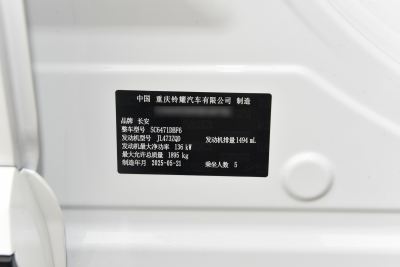 中国 重庆铃耀汽车有限公司 制造
品牌 长安
整车型号 SC6471DBF6
发动机型号 JL473ZQD 发动机排量 1494 mL
发动机最大净功率 136 kW
最大允许总质量 1895 kg
制造年月 2025-05-21 乘坐人数 5